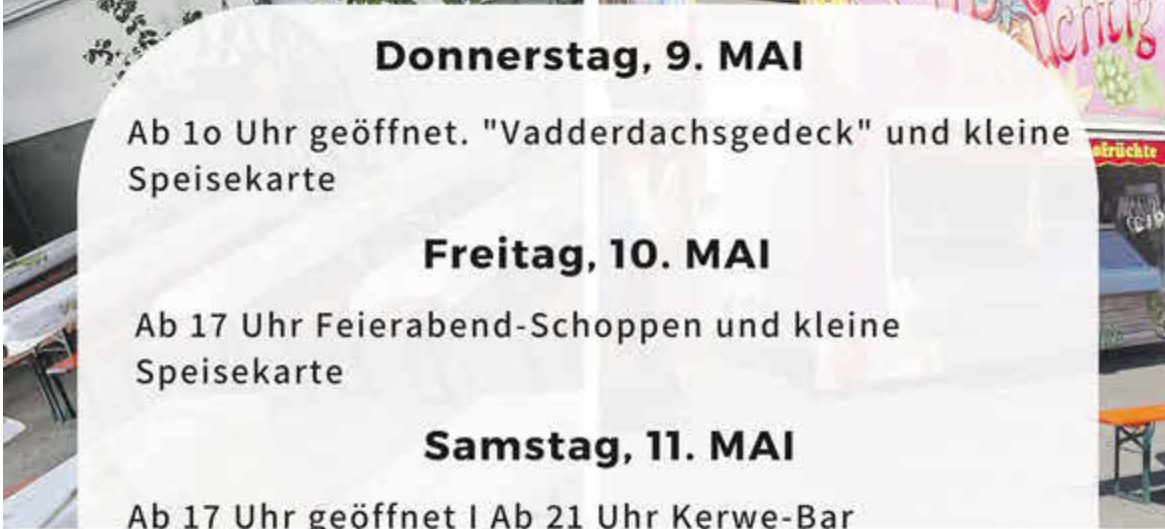 Donnerstag, 9. MAI
Ab 1o Uhr geöffnet. "Vadderdachsgedeck" und kleine
Speisekarte
Freitag, 10. MAI
Ab 17 Uhr Feierabend-Schoppen und kleine
Speisekarte
Samstag, 11. MAI
Ab 17 Uhr geöffnet I Ab 21 Uhr Kerwe-Bar